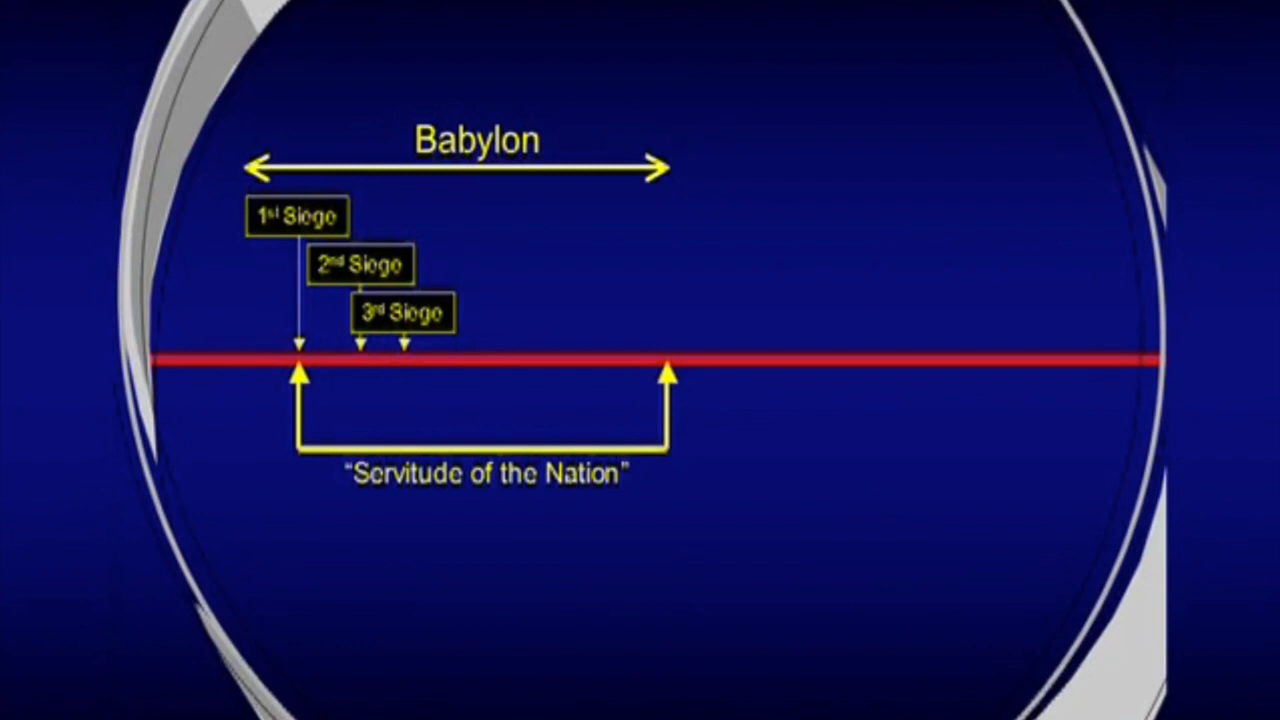 Babylon
1st Siege
2nd Siege
3rd Siege
"Servitude of the Nation"